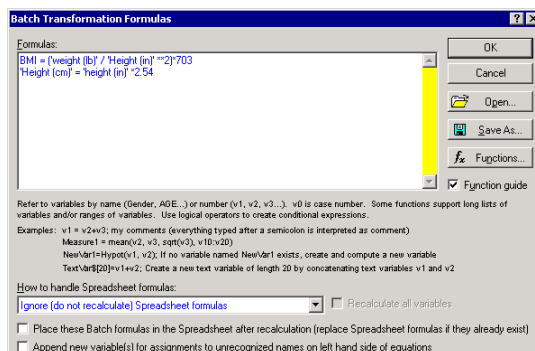 Batch Transformation Formulas
Formulas:
BMI = ('weight (lb)' / 'Height (in)' **2)*703
'Height (cm)' = 'height (in)' *2.54
OK
Cancel
Open...
Save As...
fx Functions...
Function guide
Refer to variables by name (Gender, AGE...) or number (v1, v2, v3...). v0 is case number. Some functions support long lists of
variables and/or ranges of variables. Use logical operators to create conditional expressions.
Examples: v1 = v2+v3; my comments (everything typed after a semicolon is interpreted as comment)
Measure1 = mean(v2, v3, sqrt(v3), v10:v20)
NewVar1=Hypot(v1, v2); If no variable named NewVar1 exists, create and compute a new variable
TextVar$[20]=v1+v2; Create a new text variable of length 20 by concatenating text variables v1 and v2
How to handle Spreadsheet formulas:
Ignore (do not recalculate) Spreadsheet formulas
Recalculate all variables
Place these Batch formulas in the Spreadsheet after recalculation (replace Spreadsheet formulas if they already exist)
Append new variable(s) for assignments to unrecognized names on left hand side of equations